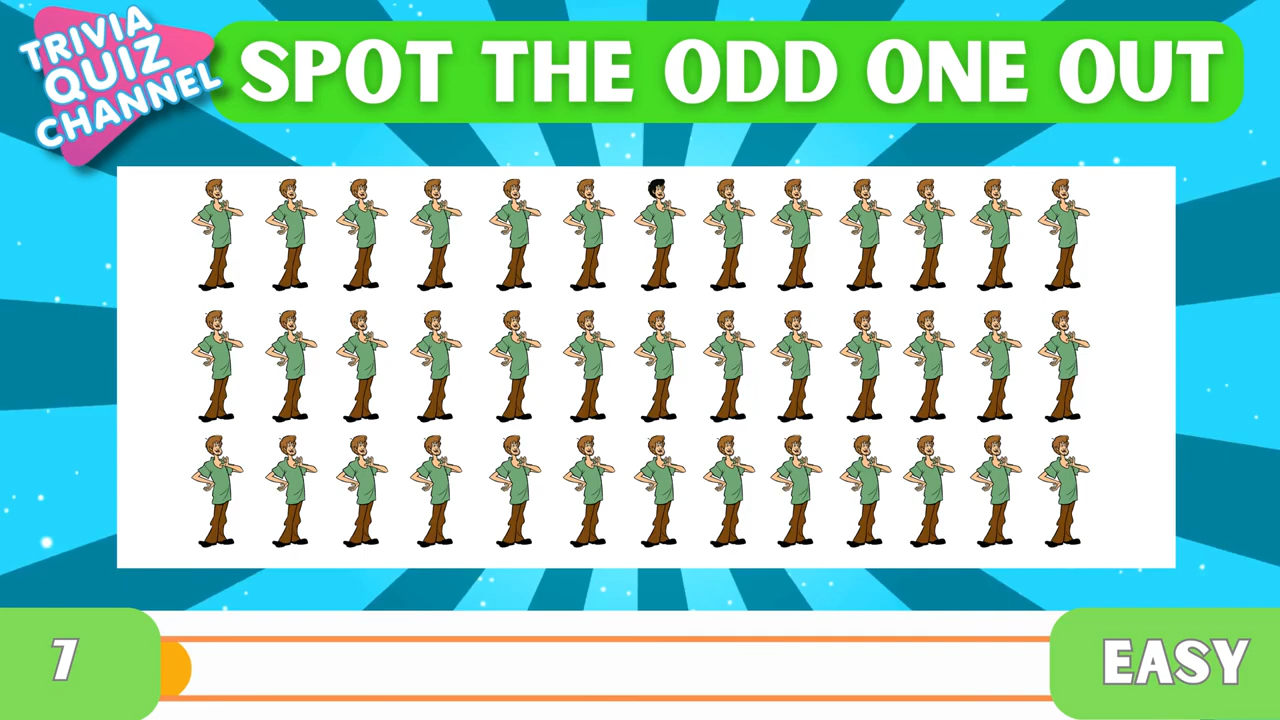 TRIVIA
QUIZ
CHANNEL
SPOT THE ODD ONE OUT
7
EASY